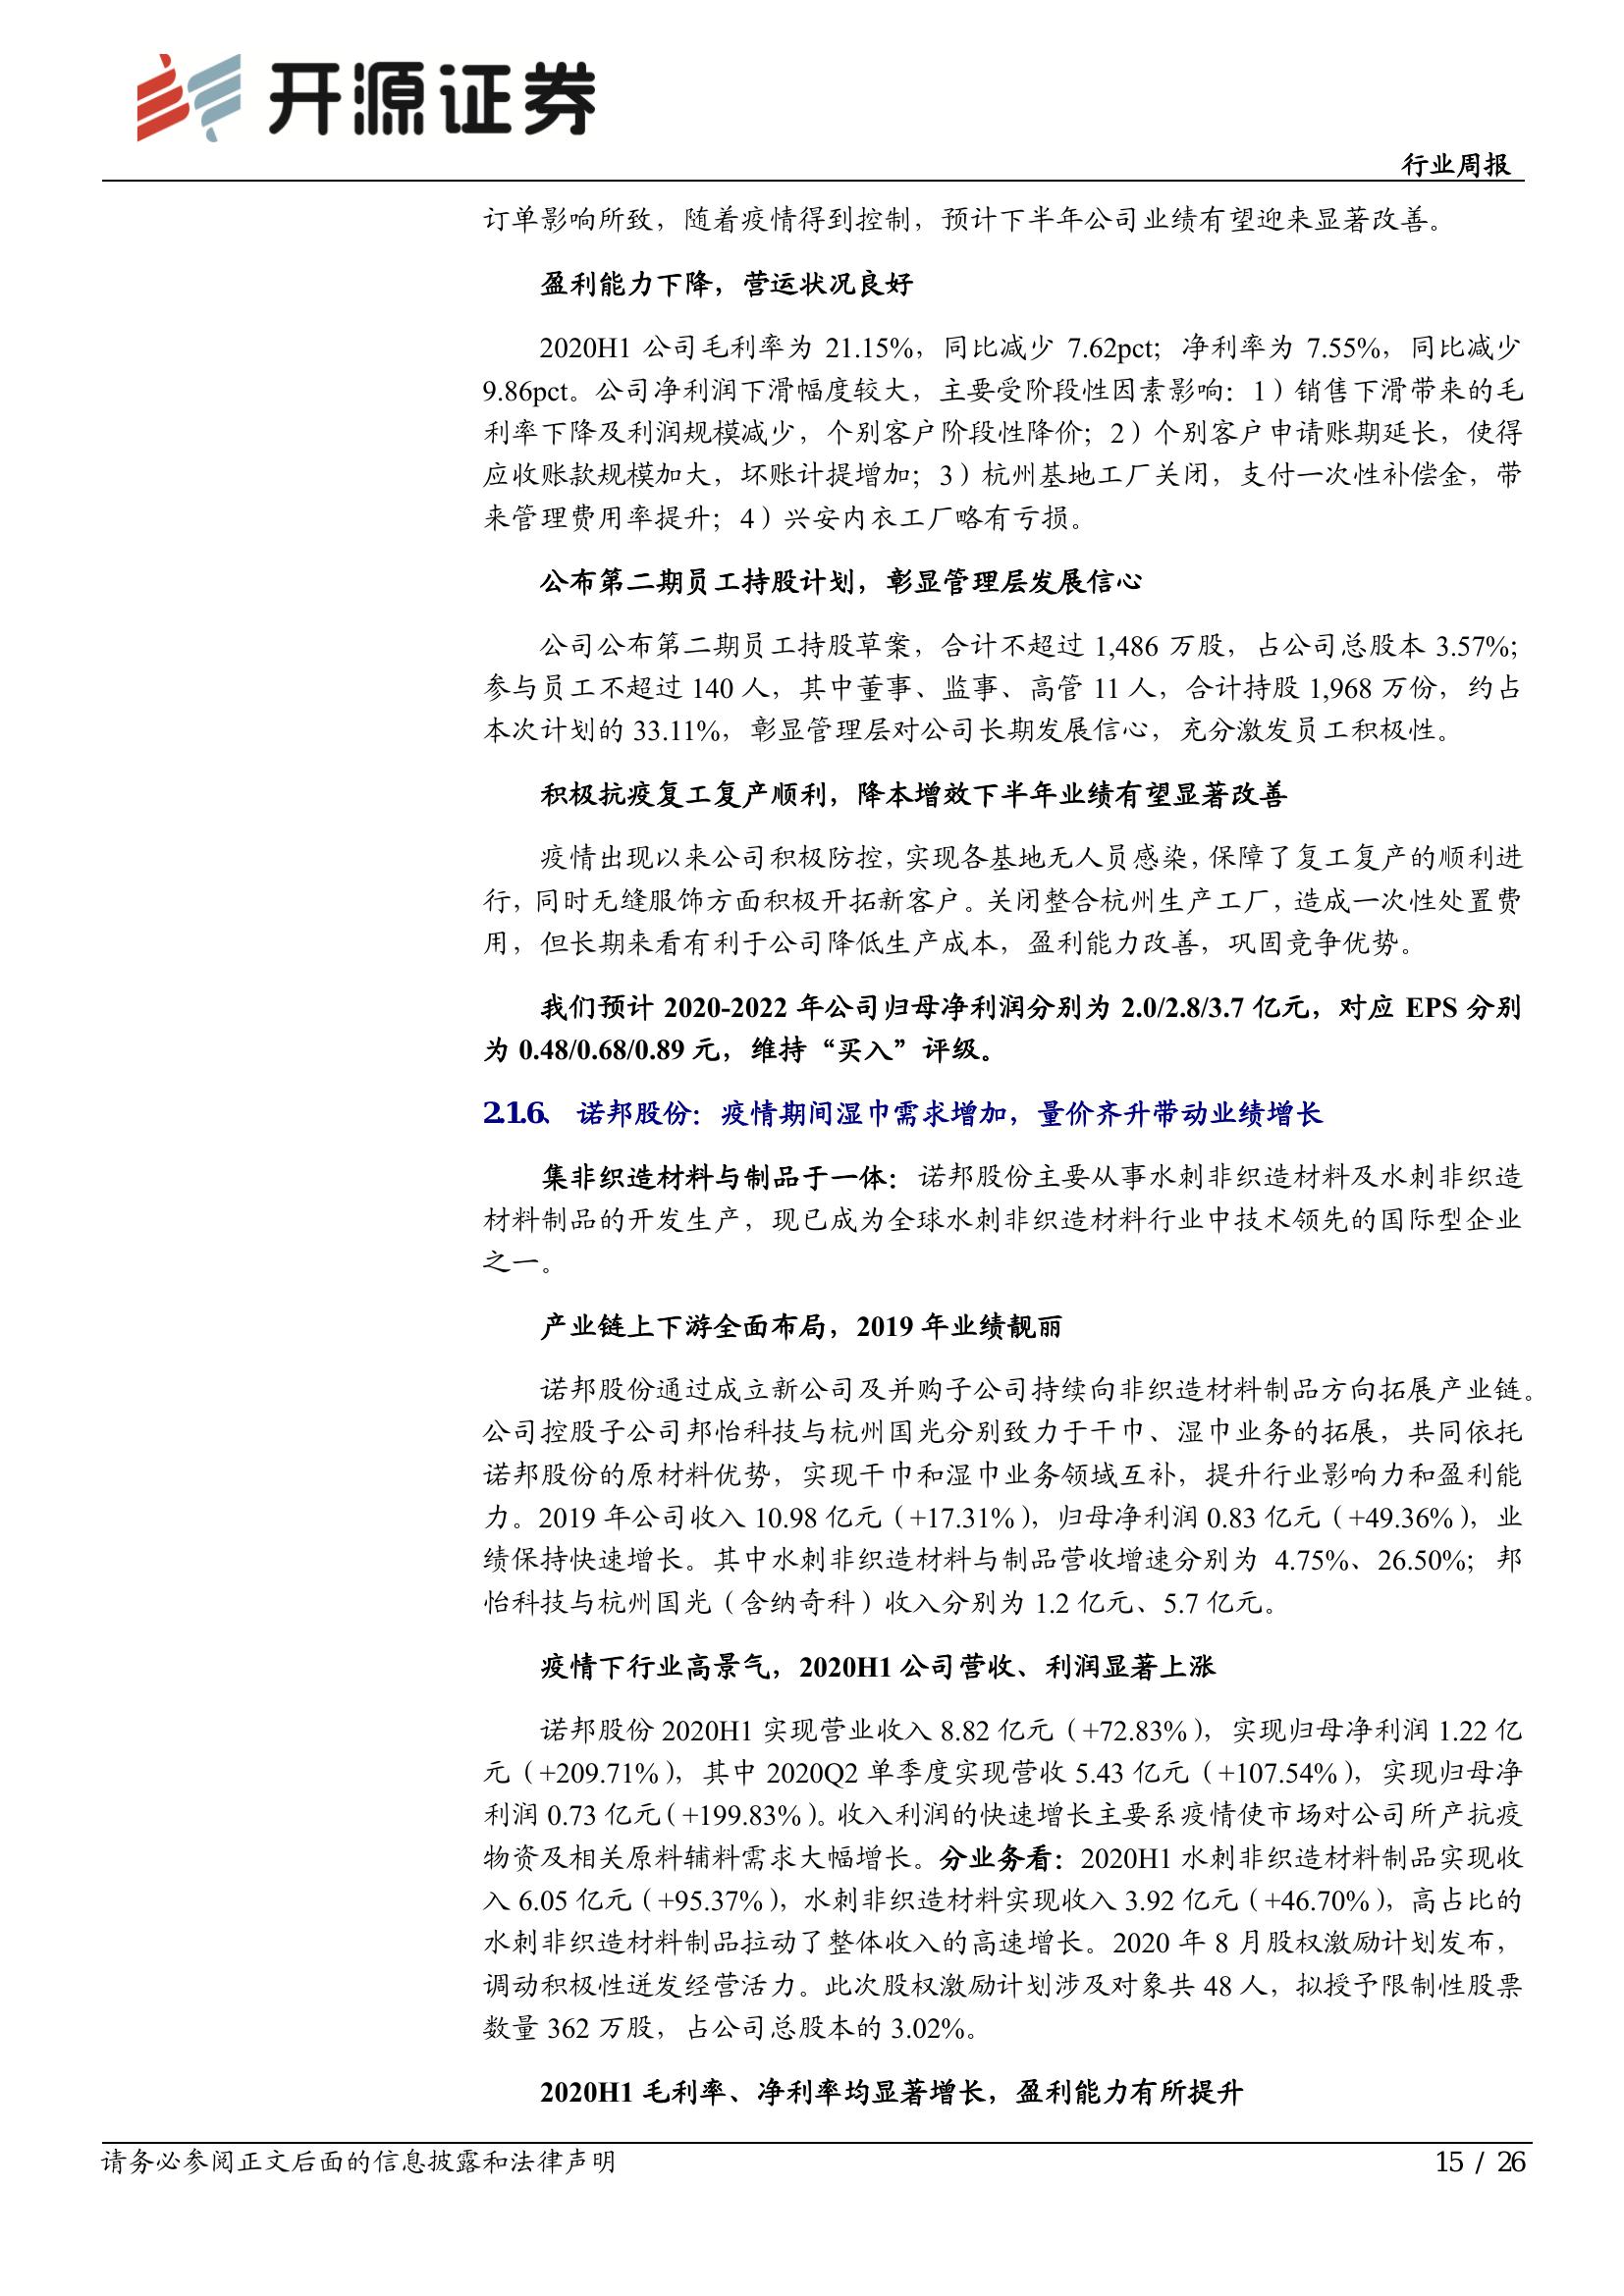 开源证券
行业周报
订单影响所致，随着疫情得到控制，预计下半年公司业绩有望迎来显著改善。
盈利能力下降，营运状况良好
2020H1 公司毛利率为 21.15%，同比减少 7.62pct；净利率为 7.55%，同比减少
9.86pct。公司净利润下滑幅度较大，主要受阶段性因素影响：1）销售下滑带来的毛
利率下降及利润规模减少，个别客户阶段性降价；2）个别客户申请账期延长，使得
应收账款规模加大，坏账计提增加；3）杭州基地工厂关闭，支付一次性补偿金，带
来管理费用率提升；4）兴安内衣工厂略有亏损。
公布第二期员工持股计划，彰显管理层发展信心
公司公布第二期员工持股草案，合计不超过 1,486 万股，占公司总股本 3.57%；
参与员工不超过 140 人，其中董事、监事、高管 11 人，合计持股 1,968 万份，约占
本次计划的 33.11%，彰显管理层对公司长期发展信心，充分激发员工积极性。
积极抗疫复工复产顺利，降本增效下半年业绩有望显著改善
疫情出现以来公司积极防控，实现各基地无人员感染，保障了复工复产的顺利进
行，同时无缝服饰方面积极开拓新客户。关闭整合杭州生产工厂，造成一次性处置费
用，但长期来看有利于公司降低生产成本，盈利能力改善，巩固竞争优势。
我们预计 2020-2022 年公司归母净利润分别为 2.0/2.8/3.7 亿元，对应 EPS 分别
为 0.48/0.68/0.89 元，维持“买入”评级。
2.1.6、 诺邦股份：疫情期间湿巾需求增加，量价齐升带动业绩增长
集非织造材料与制品于一体：诺邦股份主要从事水刺非织造材料及水刺非织造
材料制品的开发生产，现已成为全球水刺非织造材料行业中技术领先的国际型企业
之一。
产业链上下游全面布局，2019 年业绩靓丽
诺邦股份通过成立新公司及并购子公司持续向非织造材料制品方向拓展产业链。
公司控股子公司邦怡科技与杭州国光分别致力于干巾、湿巾业务的拓展，共同依托
诺邦股份的原材料优势，实现干巾和湿巾业务领域互补，提升行业影响力和盈利能
力。2019 年公司收入 10.98 亿元（+17.31%），归母净利润 0.83 亿元（+49.36%），业
绩保持快速增长。其中水刺非织造材料与制品营收增速分别为 4.75%、26.50%；邦
怡科技与杭州国光（含纳奇科）收入分别为 1.2 亿元、5.7 亿元。
疫情下行业高景气，2020H1 公司营收、利润显著上涨
诺邦股份 2020H1 实现营业收入 8.82 亿元（+72.83%），实现归母净利润 1.22 亿
元（+209.71%），其中 2020Q2 单季度实现营收 5.43 亿元（+107.54%），实现归母净
利润 0.73 亿元（+199.83%）。收入利润的快速增长主要系疫情使市场对公司所产抗疫
物资及相关原料辅料需求大幅增长。分业务看：2020H1 水刺非织造材料制品实现收
入 6.05 亿元（+95.37%），水刺非织造材料实现收入 3.92 亿元（+46.70%），高占比的
水刺非织造材料制品拉动了整体收入的高速增长。2020 年 8 月股权激励计划发布，
调动积极性迸发经营活力。此次股权激励计划涉及对象共 48 人，拟授予限制性股票
数量 362 万股，占公司总股本的 3.02%。
2020H1 毛利率、净利率均显著增长，盈利能力有所提升
请务必参阅正文后面的信息披露和法律声明
15 / 26